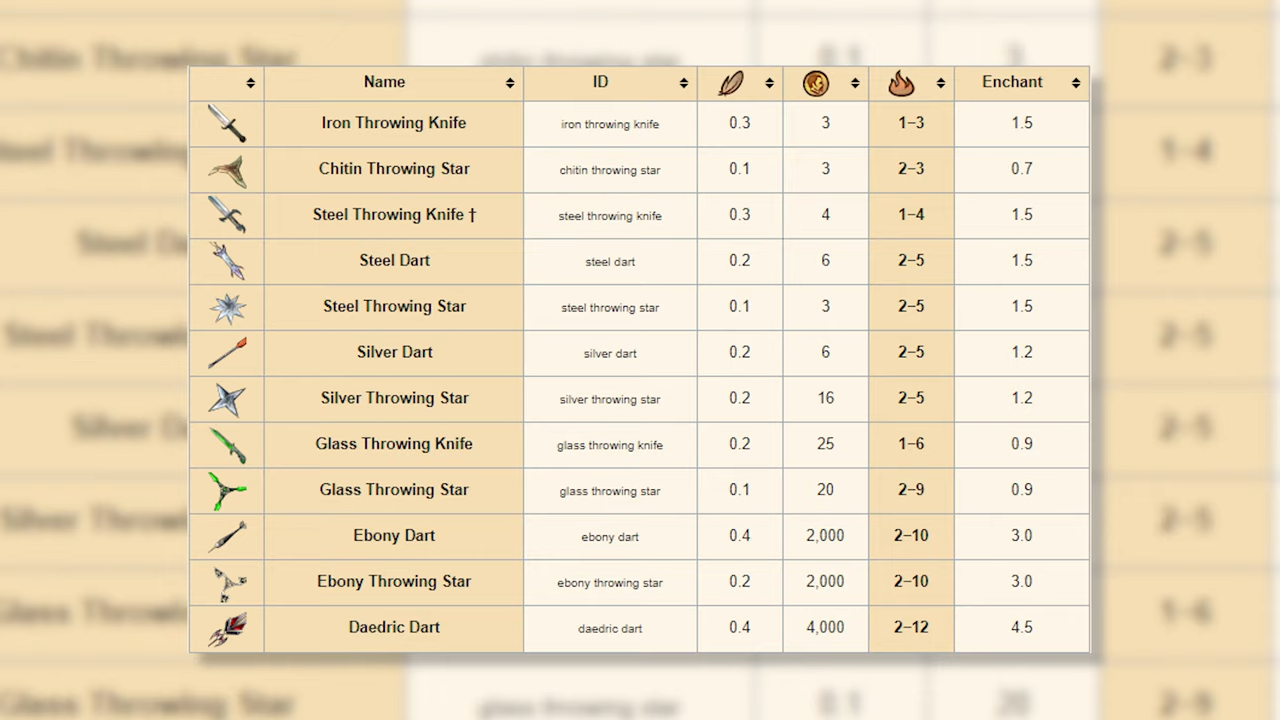 Name ID Enchant
Iron Throwing Knife iron throwing knife 0.3 3 1–3 1.5
Chitin Throwing Star chitin throwing star 0.1 3 2–3 0.7
Steel Throwing Knife † steel throwing knife 0.3 4 1–4 1.5
Steel Dart steel dart 0.2 6 2–5 1.5
Steel Throwing Star steel throwing star 0.1 3 2–5 1.5
Silver Dart silver dart 0.2 6 2–5 1.2
Silver Throwing Star silver throwing star 0.2 16 2–5 1.2
Glass Throwing Knife glass throwing knife 0.2 25 1–6 0.9
Glass Throwing Star glass throwing star 0.1 20 2–9 0.9
Ebony Dart ebony dart 0.4 2,000 2–10 3.0
Ebony Throwing Star ebony throwing star 0.2 2,000 2–10 3.0
Daedric Dart daedric dart 0.4 4,000 2–12 4.5